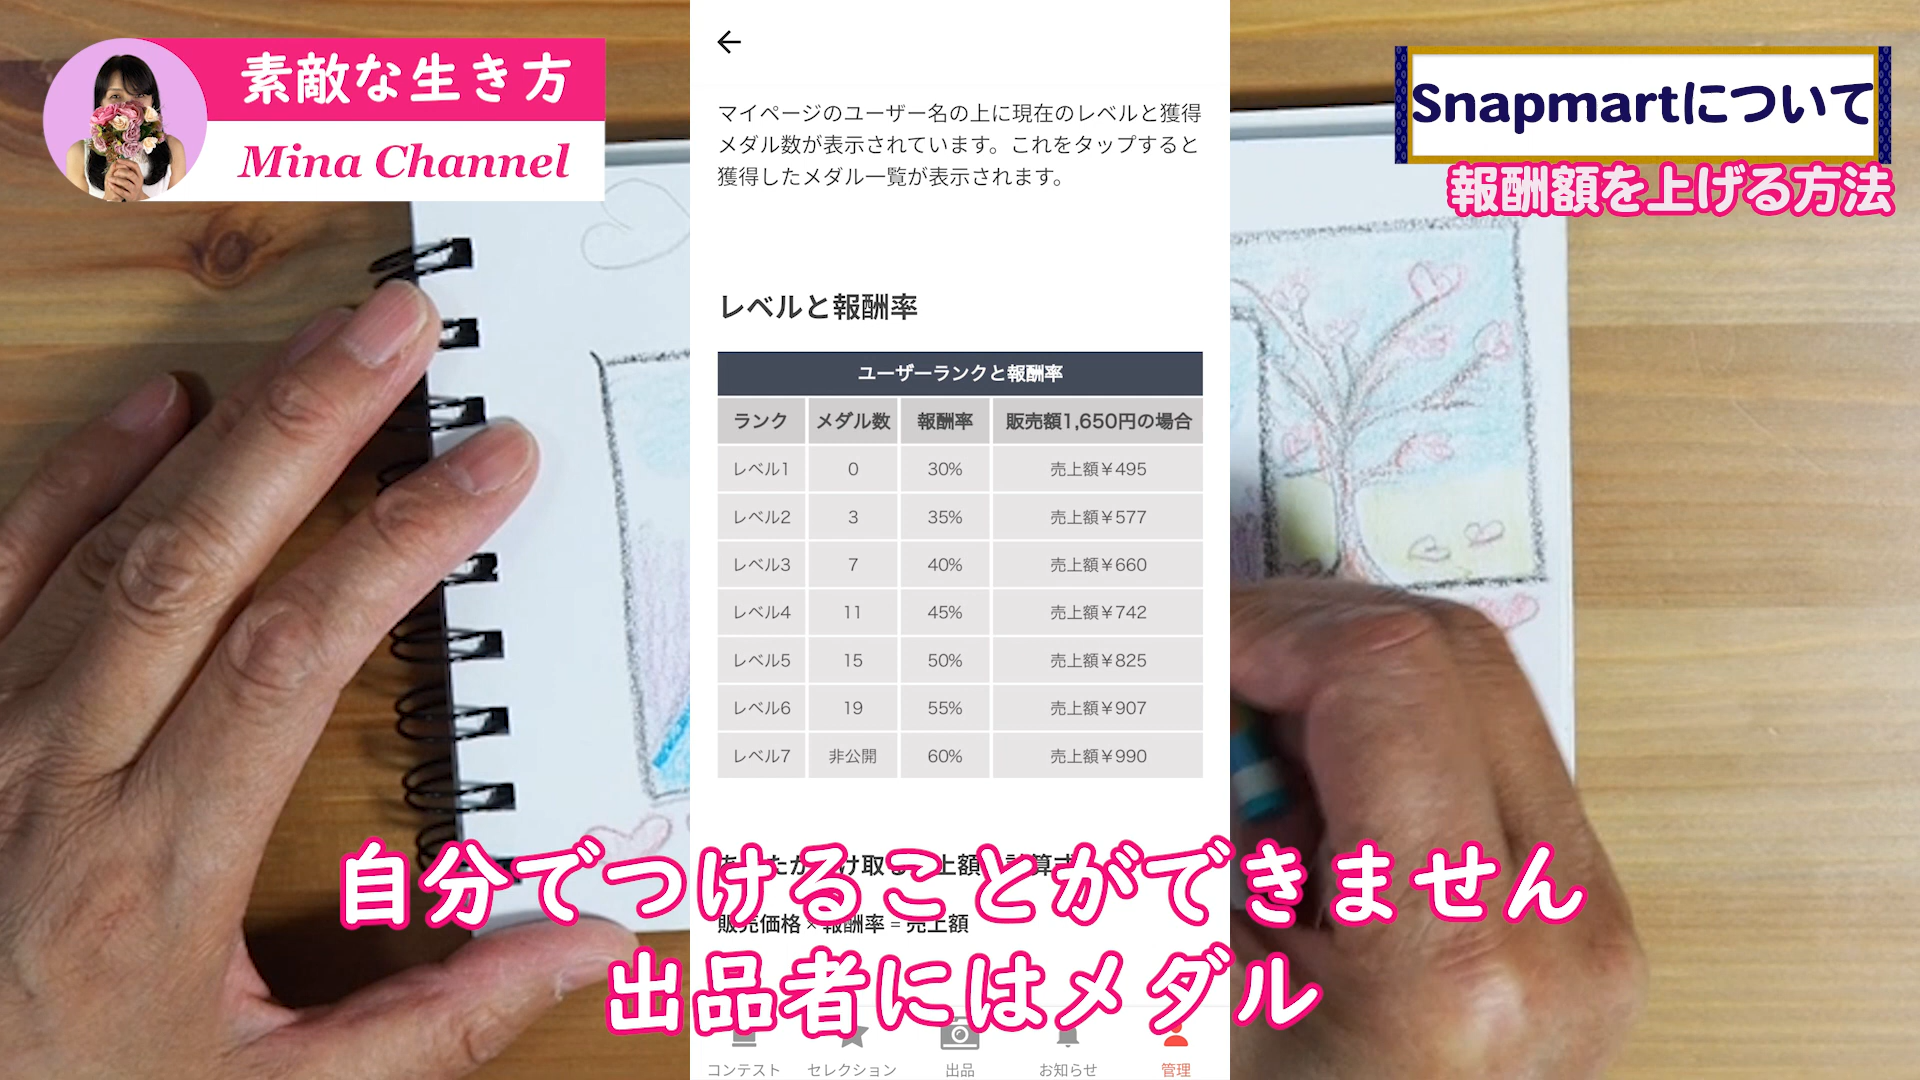 素敵な生き方
Mina Channel
Snapmartについて
報酬額を上げる方法
マイページのユーザー名の上に現在のレベルと獲得
メダル数が表示されています。これをタップすると
獲得したメダル一覧が表示されます。
レベルと報酬率
ユーザーランクと報酬率
ランク メダル数 報酬率 販売額1,650円の場合
レベル1 0 30% 売上額¥495
レベル2 3 35% 売上額¥577
レベル3 7 40% 売上額¥660
レベル4 11 45% 売上額¥742
レベル5 15 50% 売上額¥825
レベル6 19 55% 売上額¥907
レベル7 非公開 60% 売上額¥990
販売価格 × 報酬率 = 売上額
自分でつけることができません
出品者にはメダル
コンテスト セレクション 出品 お知らせ 管理